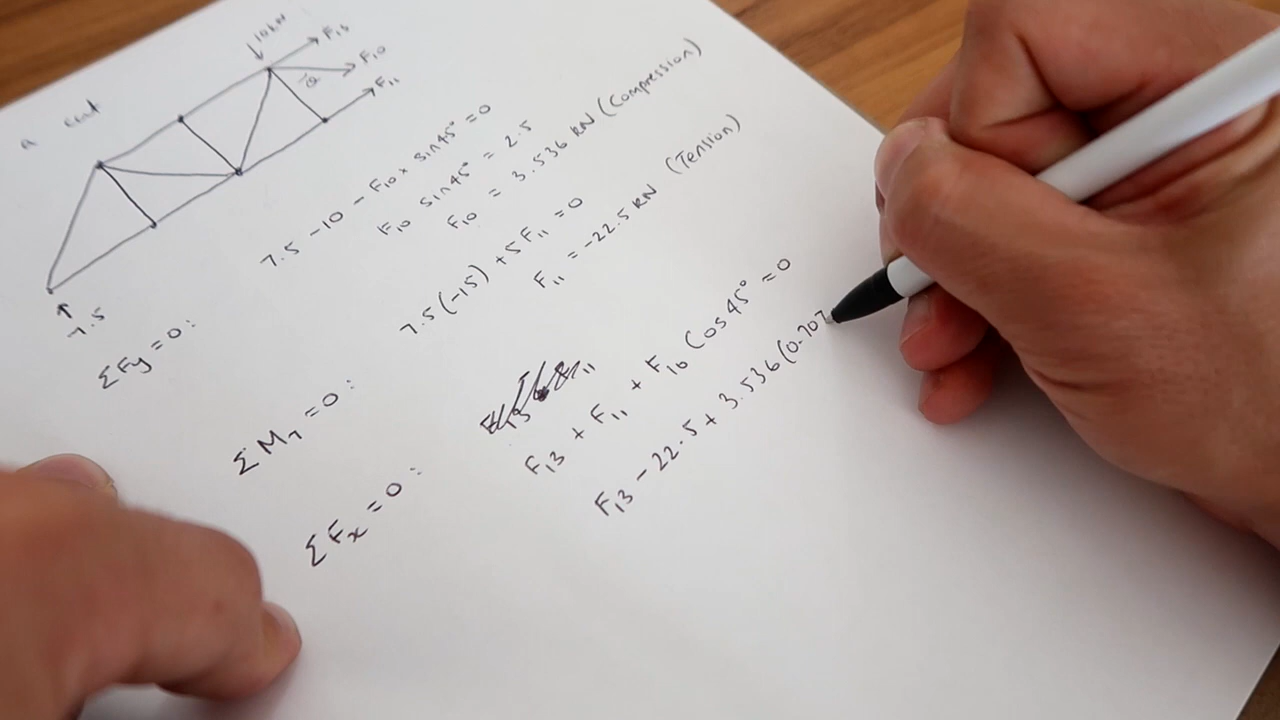 a cut
10kN
F₁₃
F₁₀
θ
F₁₁
7.5
ΣFy = 0 :
7.5 - 10 - F₁₀ × sin45° = 0
F₁₀ sin45° = 2.5
F₁₀ = 3.536 kN (Compression)
ΣM₇ = 0 :
7.5(-15) + 5F₁₁ = 0
F₁₁ = -22.5 kN (Tension)
ΣFx = 0 :
F₁₃ + F₁₁ + F₁₀ Cos45° = 0
F₁₃ - 22.5 + 3.536(0.707